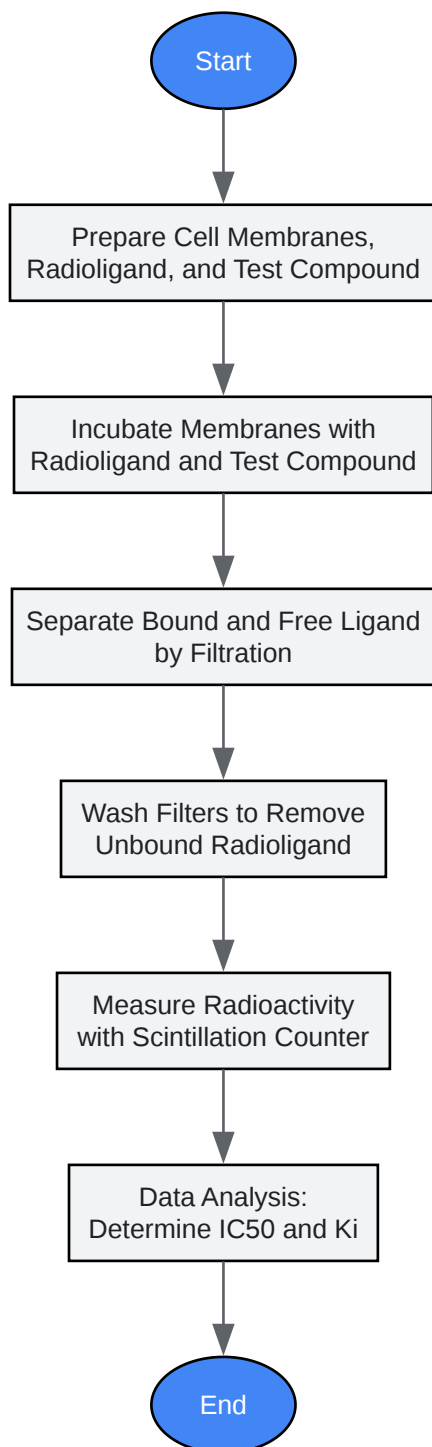 Start
Prepare Cell Membranes,
Radioligand, and Test Compound
Incubate Membranes with
Radioligand and Test Compound
Separate Bound and Free Ligand
by Filtration
Wash Filters to Remove
Unbound Radioligand
Measure Radioactivity
with Scintillation Counter
Data Analysis:
Determine IC50 and Ki
End